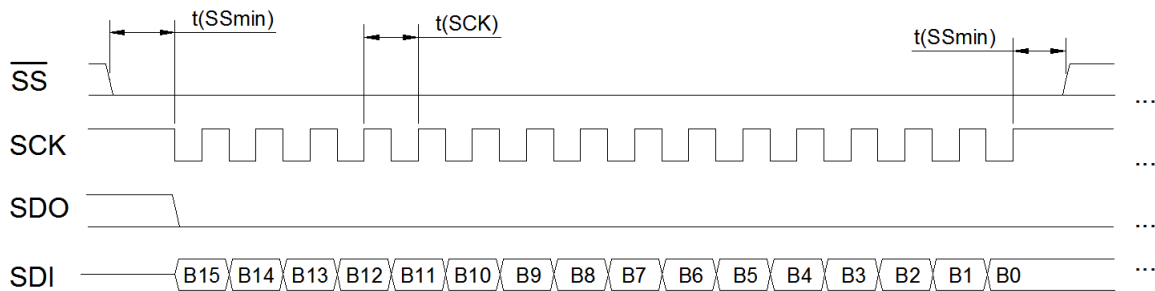 t(SSmin) t(SCK) t(SSmin)
SS ...
SCK ...
SDO ...
SDI B15 B14 B13 B12 B11 B10 B9 B8 B7 B6 B5 B4 B3 B2 B1 B0 ...